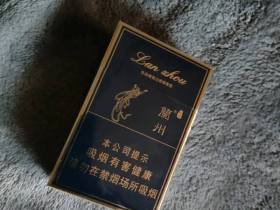 Lan zhou
蘭州
本公司提示
吸烟有害健康
请勿在禁烟场所吸烟